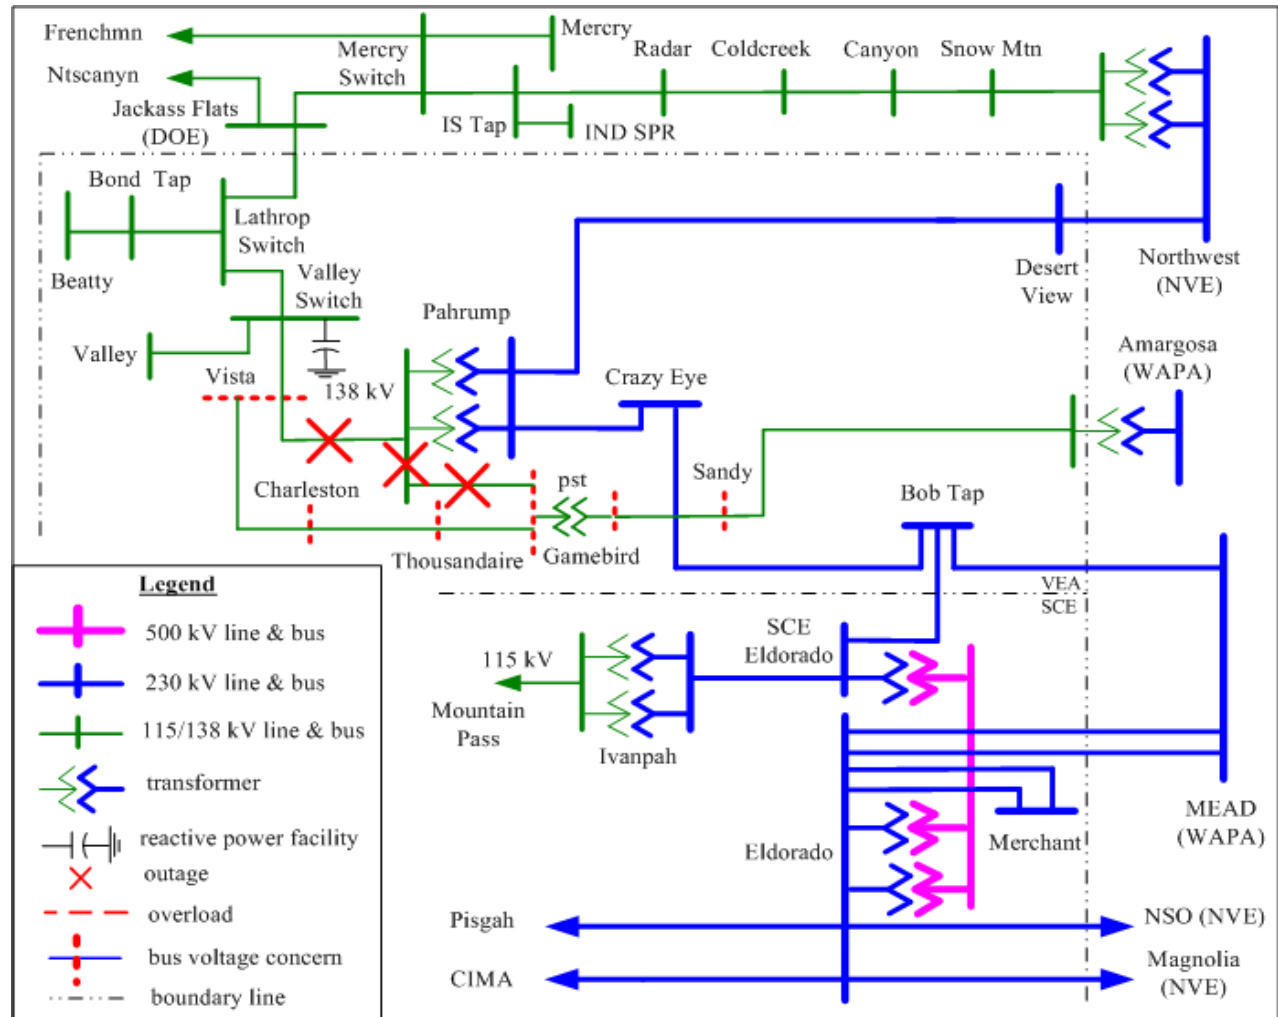 Frenchmn
Mercry
Mercry
Switch
Radar
Coldcreek
Canyon
Snow Mtn
Ntscanyn
Jackass Flats
(DOE)
IS Tap
IND SPR
Bond Tap
Lathrop
Switch
Beatty
Valley
Switch
Desert
View
Northwest
(NVE)
Pahrump
Valley
Vista
138 kV
Crazy Eye
Amargosa
(WAPA)
Charleston
pst
Sandy
Bob Tap
Thousandaire
Gamebird
VEA
SCE
Legend
500 kV line & bus
230 kV line & bus
115/138 kV line & bus
transformer
reactive power facility
outage
overload
bus voltage concern
boundary line
SCE
Eldorado
115 kV
Mountain
Pass
Ivanpah
Eldorado
Merchant
MEAD
(WAPA)
Pisgah
NSO (NVE)
CIMA
Magnolia
(NVE)